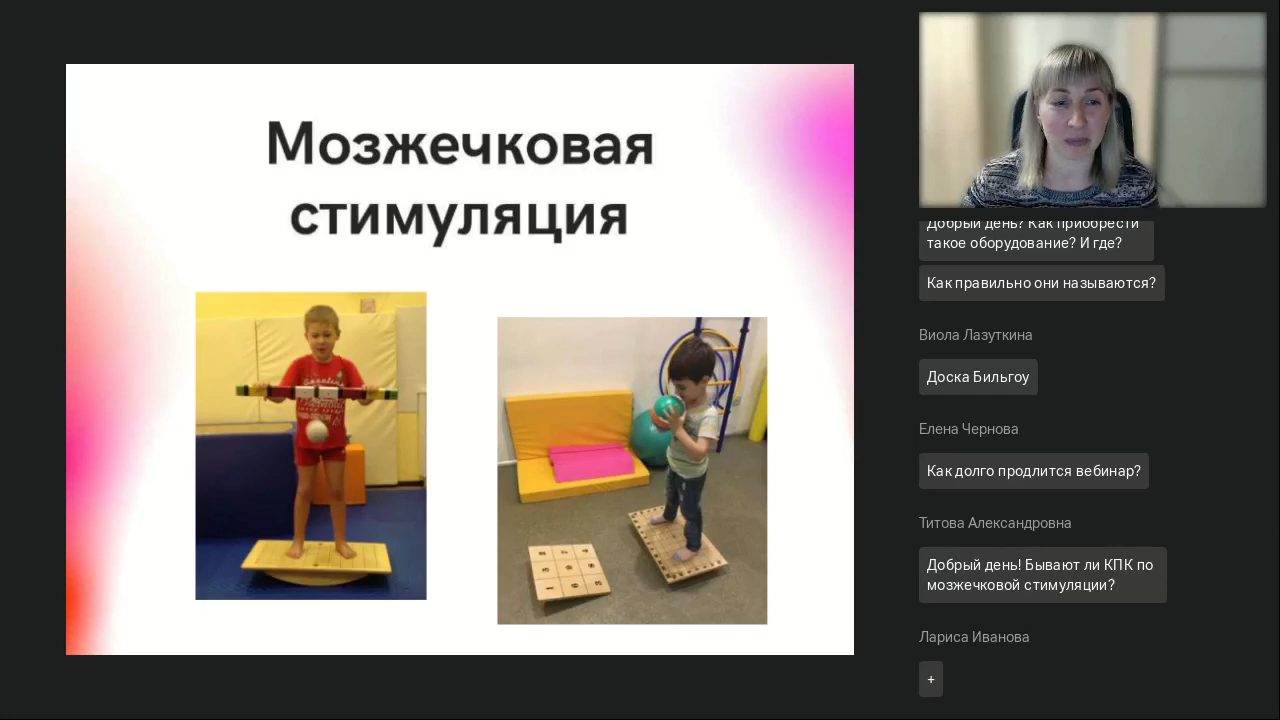 Мозжечковая
стимуляция
Добрый день? Как приобрести
такое оборудование? И где?
Как правильно они называются?
Виола Лазуткина
Доска Бильгоу
Елена Чернова
Как долго продлится вебинар?
Титова Александровна
Добрый день! Бывают ли КПК по
мозжечковой стимуляции?
Лариса Иванова
+